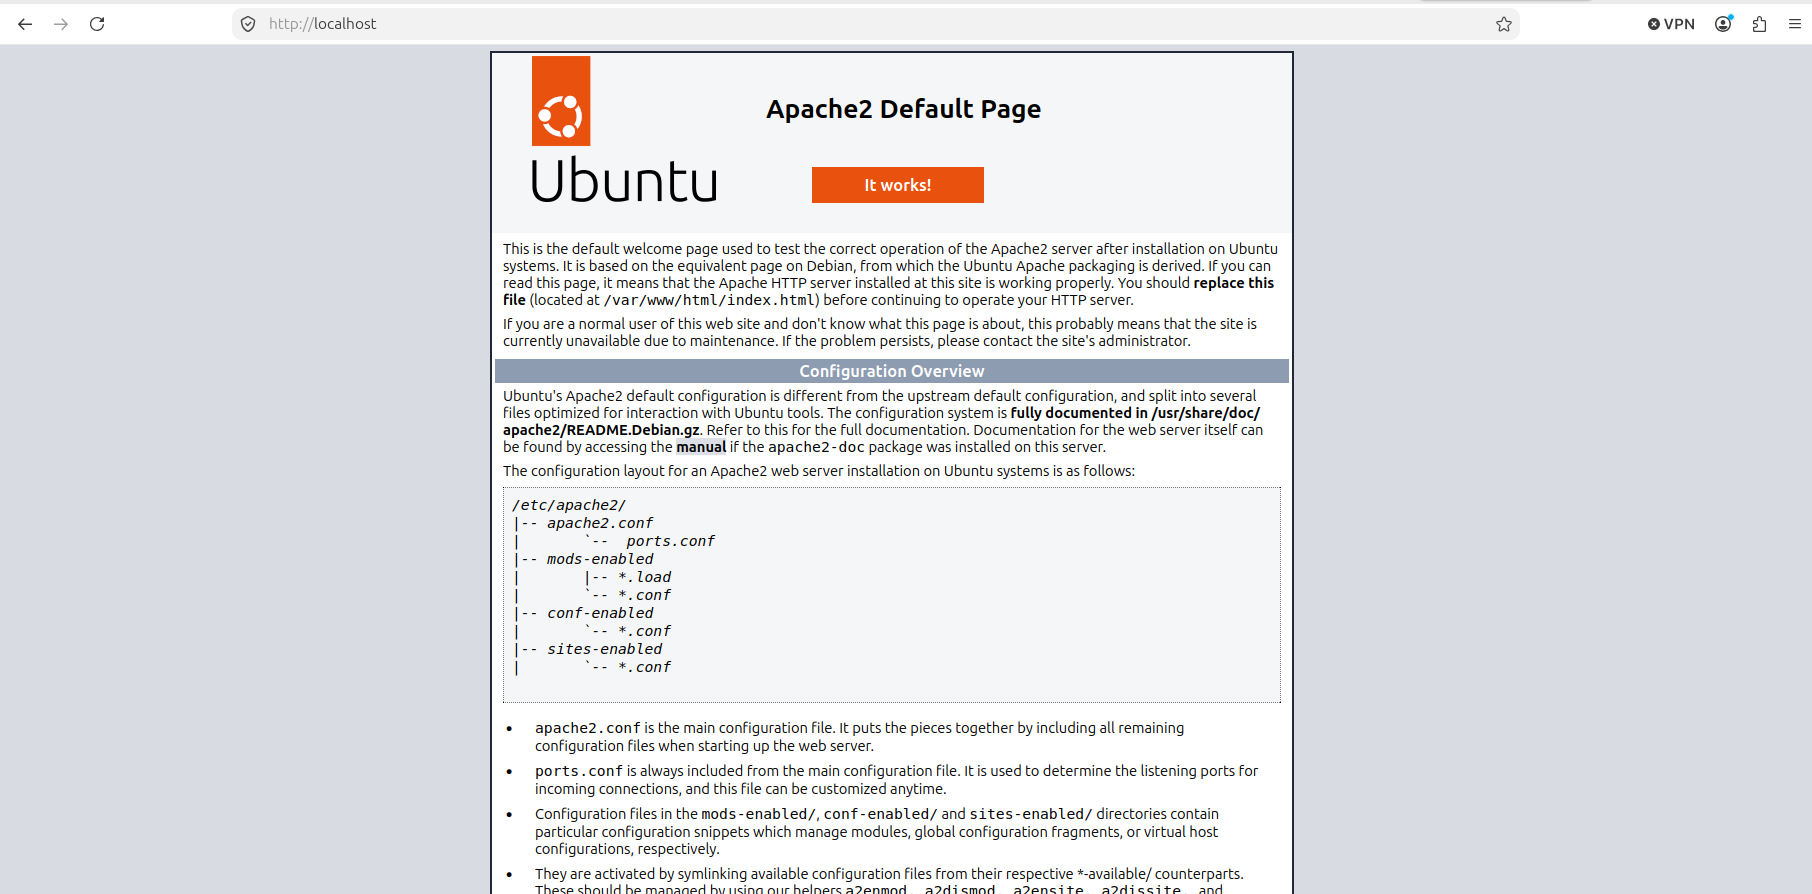 http://localhost
VPN
Apache2 Default Page
Ubuntu
It works!
This is the default welcome page used to test the correct operation of the Apache2 server after installation on Ubuntu
systems. It is based on the equivalent page on Debian, from which the Ubuntu Apache packaging is derived. If you can
read this page, it means that the Apache HTTP server installed at this site is working properly. You should replace this
file (located at /var/www/html/index.html) before continuing to operate your HTTP server.
If you are a normal user of this web site and don't know what this page is about, this probably means that the site is
currently unavailable due to maintenance. If the problem persists, please contact the site's administrator.
Configuration Overview
Ubuntu's Apache2 default configuration is different from the upstream default configuration, and split into several
files optimized for interaction with Ubuntu tools. The configuration system is fully documented in /usr/share/doc/
apache2/README.Debian.gz. Refer to this for the full documentation. Documentation for the web server itself can
be found by accessing the manual if the apache2-doc package was installed on this server.
The configuration layout for an Apache2 web server installation on Ubuntu systems is as follows:
/etc/apache2/
|-- apache2.conf
|       `--  ports.conf
|-- mods-enabled
|       |-- *.load
|       `-- *.conf
|-- conf-enabled
|       `-- *.conf
|-- sites-enabled
|       `-- *.conf
• apache2.conf is the main configuration file. It puts the pieces together by including all remaining
configuration files when starting up the web server.
• ports.conf is always included from the main configuration file. It is used to determine the listening ports for
incoming connections, and this file can be customized anytime.
• Configuration files in the mods-enabled/, conf-enabled/ and sites-enabled/ directories contain
particular configuration snippets which manage modules, global configuration fragments, or virtual host
configurations, respectively.
• They are activated by symlinking available configuration files from their respective *-available/ counterparts.
These should be managed by using our helpers a2enmod, a2dismod, a2ensite, a2dissite, and